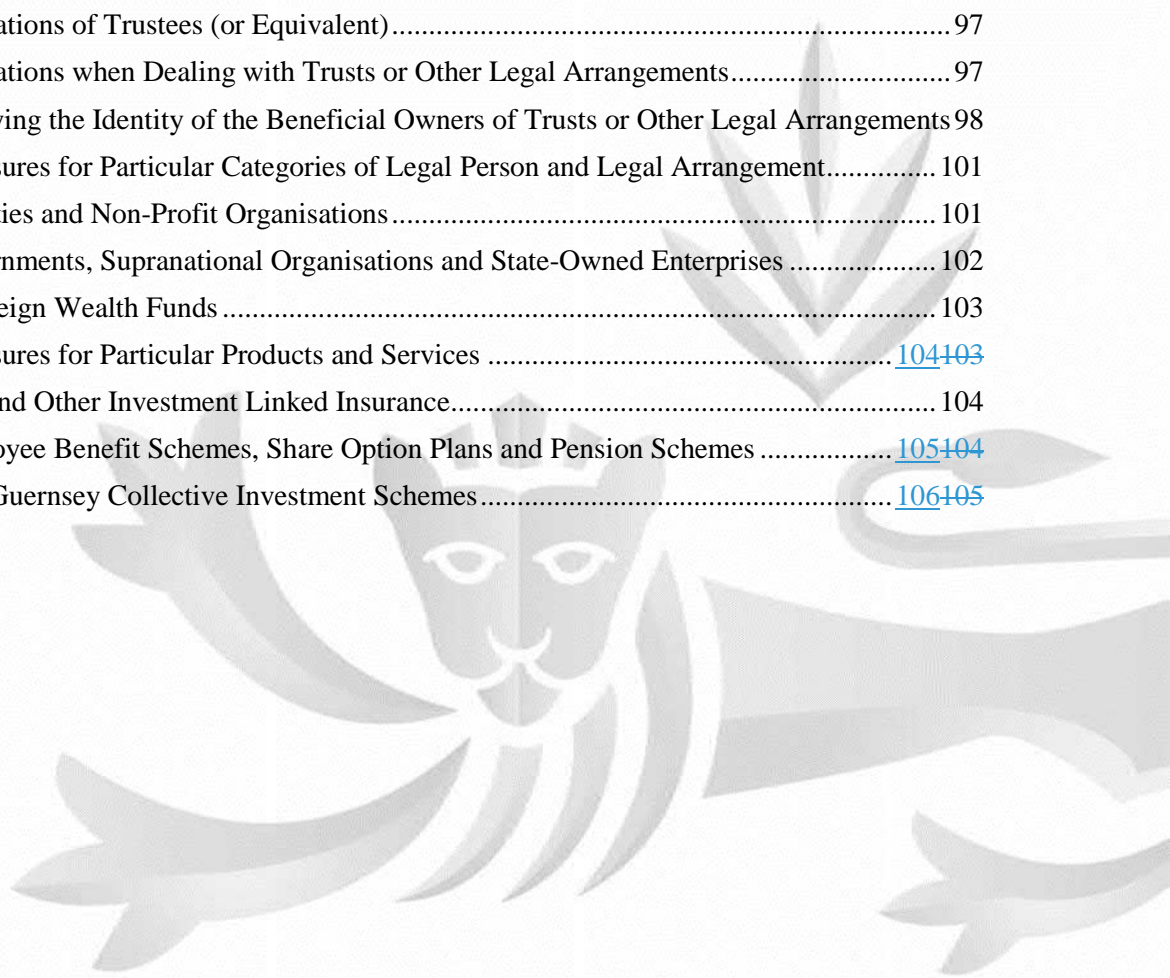 ations of Trustees (or Equivalent)......................................................................97
ations when Dealing with Trusts or Other Legal Arrangements...........................97
ying the Identity of the Beneficial Owners of Trusts or Other Legal Arrangements 98
sures for Particular Categories of Legal Person and Legal Arrangement..............101
ties and Non-Profit Organisations....................................................................101
rnments, Supranational Organisations and State-Owned Enterprises ..................102
eign Wealth Funds .........................................................................................103
sures for Particular Products and Services ..................................................104103
nd Other Investment Linked Insurance.............................................................104
oyee Benefit Schemes, Share Option Plans and Pension Schemes ................105104
Guernsey Collective Investment Schemes...................................................106105